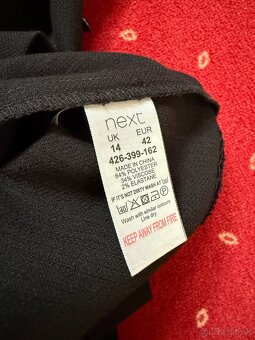 next
UK EUR
14 42
426-399-162
MADE IN CHINA
64% POLYESTER
34% VISCOSE
2% ELASTANE
IF IT'S NOT DIRTY WASH AT 30
Wash with similar colours
Line dry
KEEP AWAY FROM FIRE